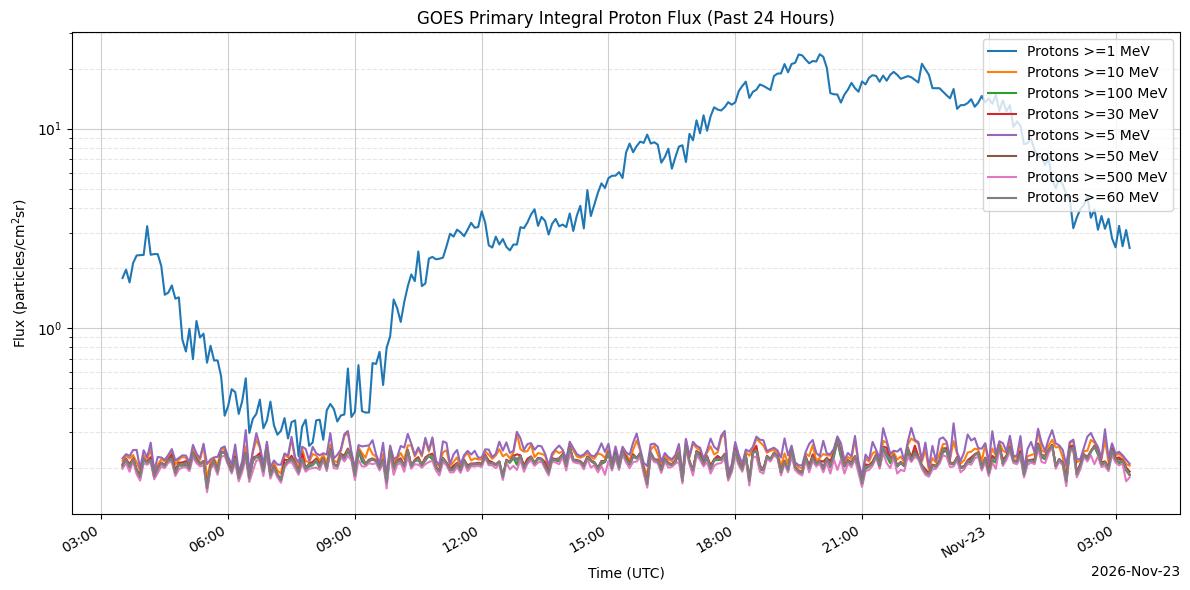 GOES Primary Integral Proton Flux (Past 24 Hours)
Flux (particles/cm²sr)
10¹
10⁰
Protons >=1 MeV
Protons >=10 MeV
Protons >=100 MeV
Protons >=30 MeV
Protons >=5 MeV
Protons >=50 MeV
Protons >=500 MeV
Protons >=60 MeV
03:00 06:00 09:00 12:00 15:00 18:00 21:00 Nov-23 03:00
Time (UTC)
2026-Nov-23